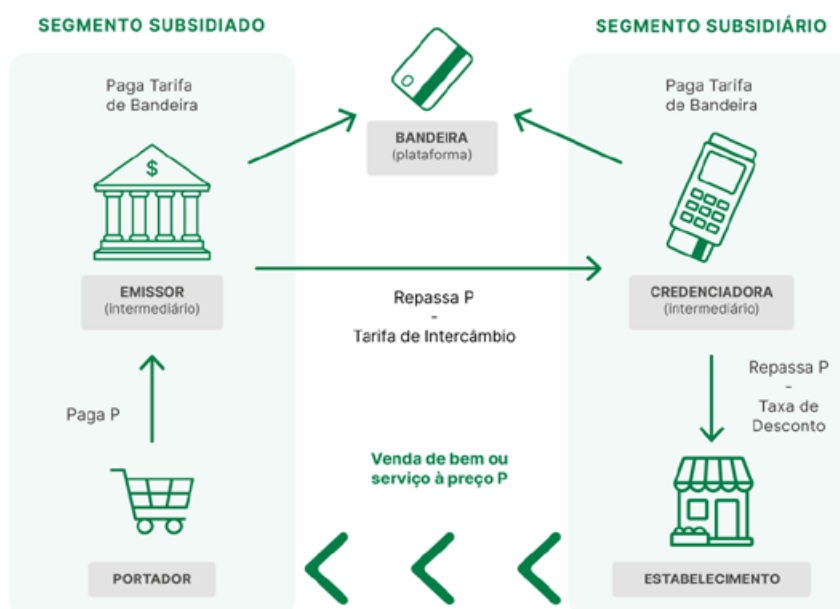 SEGMENTO SUBSIDIADO
SEGMENTO SUBSIDIÁRIO
Paga Tarifa
de Bandeira
Paga Tarifa
de Bandeira
BANDEIRA
(plataforma)
$
EMISSOR
(intermediário)
CREDENCIADORA
(intermediário)
Repassa P
-
Tarifa de Intercâmbio
Repassa P
-
Taxa de
Desconto
Paga P
Venda de bem ou
serviço à preço P
PORTADOR
ESTABELECIMENTO